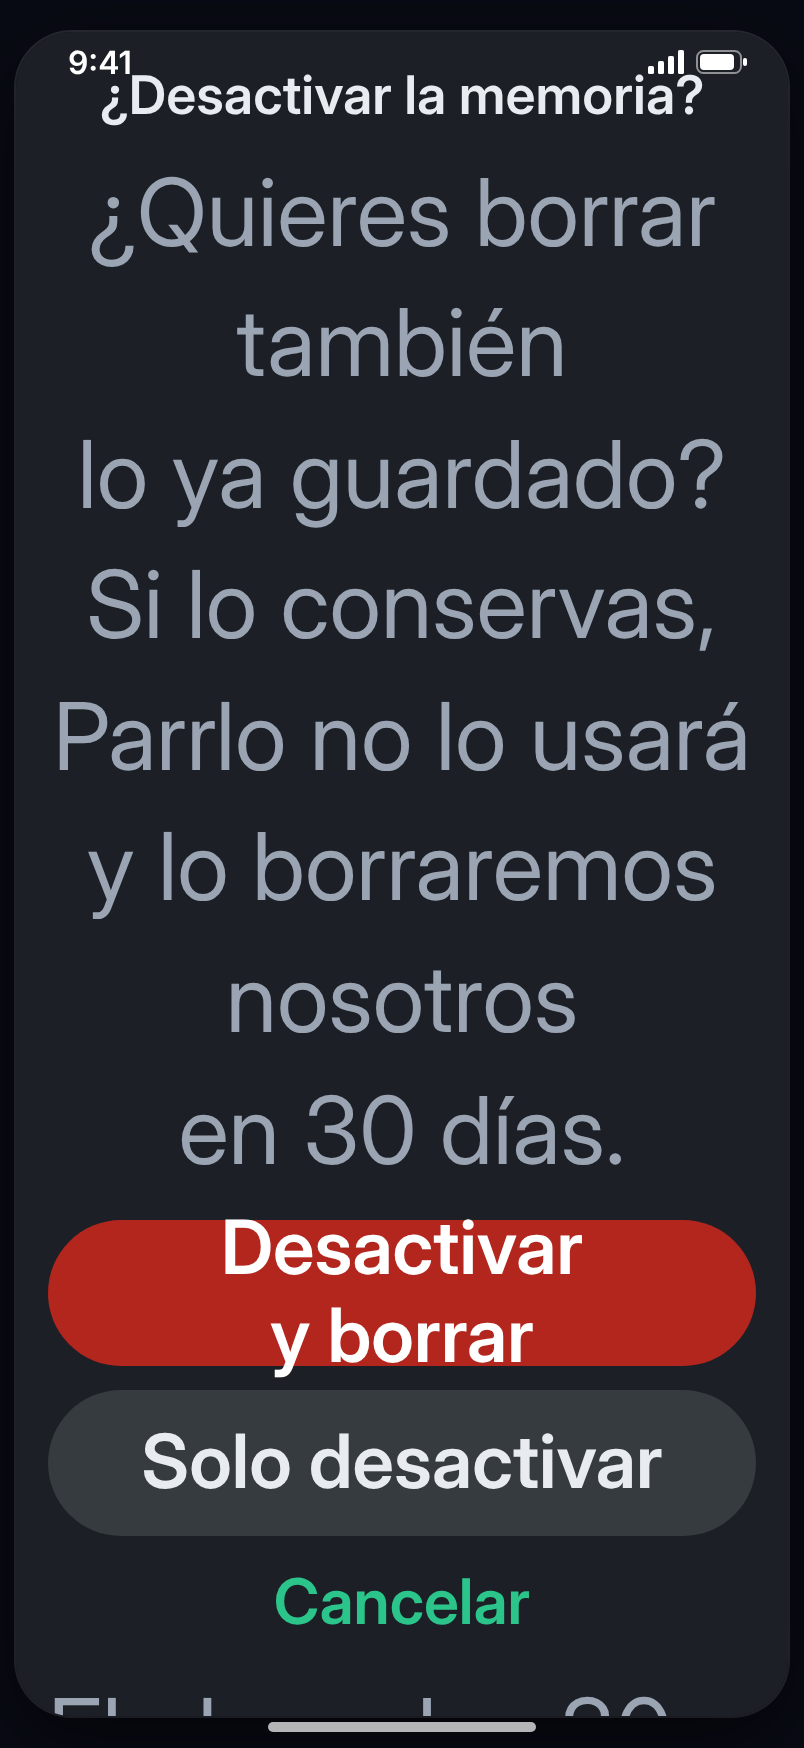 9:41
¿Desactivar la memoria?
¿Quieres borrar
también
lo ya guardado?
Si lo conservas,
Parrlo no lo usará
y lo borraremos
nosotros
en 30 días.
Desactivar
y borrar
Solo desactivar
Cancelar